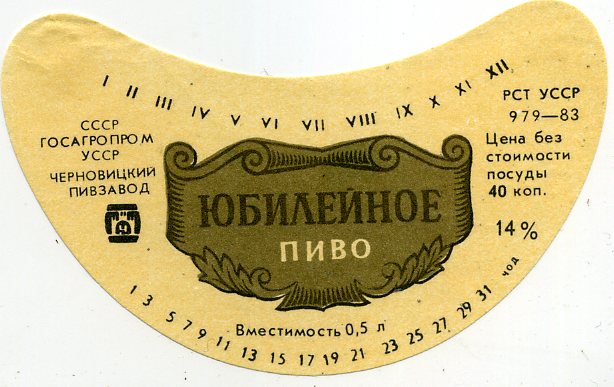 I II III IV V VI VII VIII IX X XI XII
СССР
ГОСАГРОПРОМ
УССР
ЧЕРНОВИЦКИЙ
ПИВЗАВОД
ЮБИЛЕЙНОЕ
ПИВО
РСТ УССР
979—83
Цена без
стоимости
посуды
40 коп.
14%
Вместимость 0,5 л
1 3 5 7 9 11 13 15 17 19 21 23 25 27 29 31